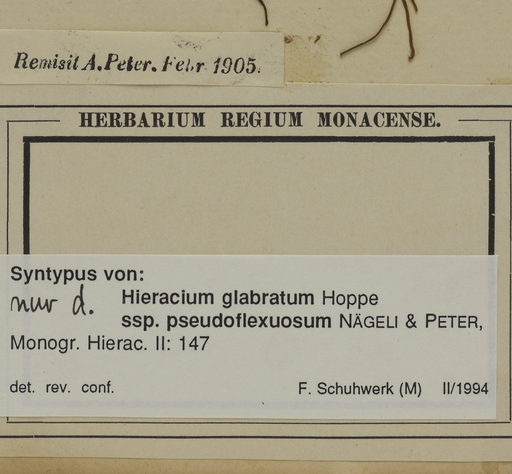 Remisit A. Peter. Febr 1905.
HERBARIUM REGIUM MONACENSE.
Syntypus von:
nur d. Hieracium glabratum Hoppe
ssp. pseudoflexuosum NÄGELI & PETER,
Monogr. Hierac. II: 147
det. rev. conf. F. Schuhwerk (M) II/1994